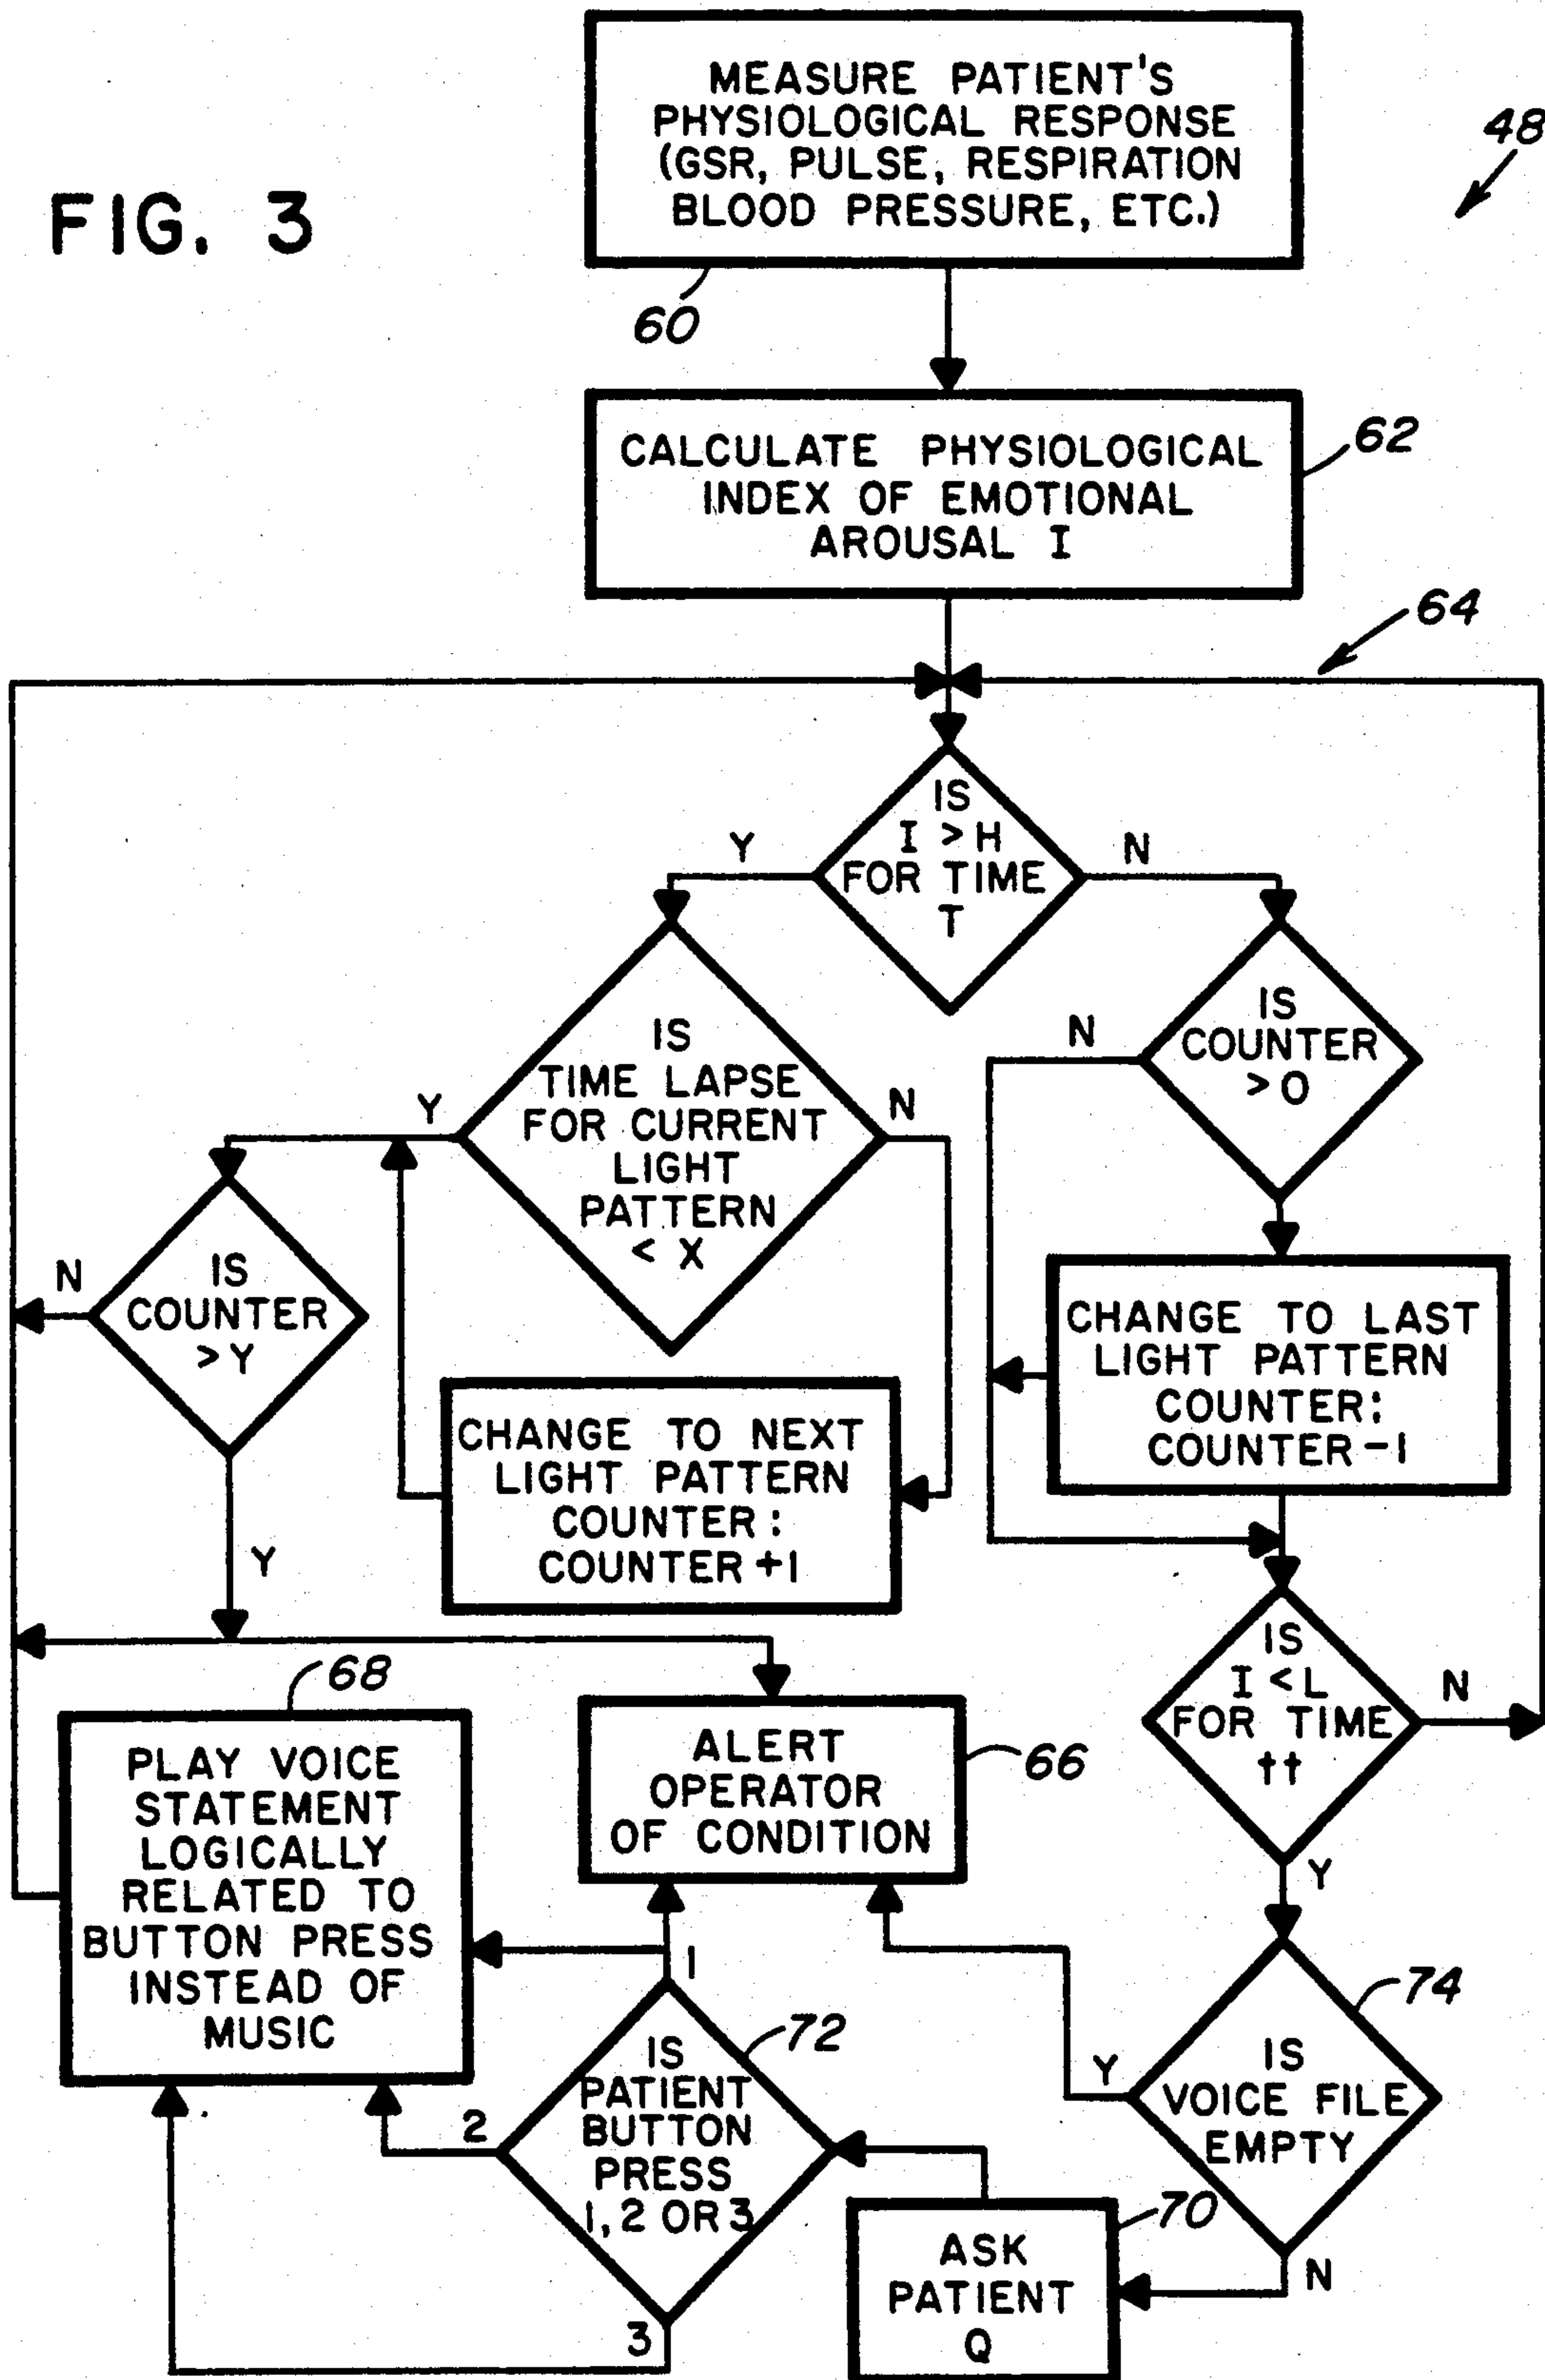 FIG. 3
MEASURE PATIENT'S
PHYSIOLOGICAL RESPONSE
(GSR, PULSE, RESPIRATION
BLOOD PRESSURE, ETC.)
48
60
CALCULATE PHYSIOLOGICAL
INDEX OF EMOTIONAL
AROUSAL I
62
64
IS
I > H
FOR TIME
T
Y
N
IS
TIME LAPSE
FOR CURRENT
LIGHT
PATTERN
< X
Y
N
IS
COUNTER
> 0
N
IS
COUNTER
> Y
N
Y
CHANGE TO NEXT
LIGHT PATTERN
COUNTER :
COUNTER +1
CHANGE TO LAST
LIGHT PATTERN
COUNTER:
COUNTER -1
IS
I < L
FOR TIME
tt
N
Y
68
PLAY VOICE
STATEMENT
LOGICALLY
RELATED TO
BUTTON PRESS
INSTEAD OF
MUSIC
ALERT
OPERATOR
OF CONDITION
66
1
IS
PATIENT
BUTTON
PRESS
1, 2 OR 3
72
2
3
IS
VOICE FILE
EMPTY
74
Y
N
ASK
PATIENT
Q
70